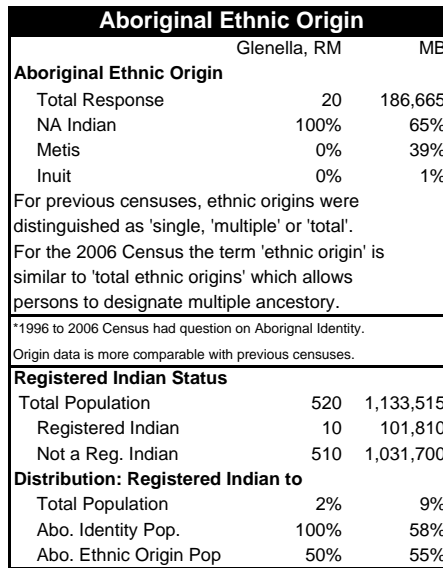 Aboriginal Ethnic Origin
Glenella, RM MB
Aboriginal Ethnic Origin
Total Response 20 186,665
NA Indian 100% 65%
Metis 0% 39%
Inuit 0% 1%
For previous censuses, ethnic origins were
distinguished as 'single, 'multiple' or 'total'.
For the 2006 Census the term 'ethnic origin' is
similar to 'total ethnic origins' which allows
persons to designate multiple ancestory.
*1996 to 2006 Census had question on Aborignal Identity.
Origin data is more comparable with previous censuses.
Registered Indian Status
Total Population 520 1,133,515
Registered Indian 10 101,810
Not a Reg. Indian 510 1,031,700
Distribution: Registered Indian to
Total Population 2% 9%
Abo. Identity Pop. 100% 58%
Abo. Ethnic Origin Pop 50% 55%